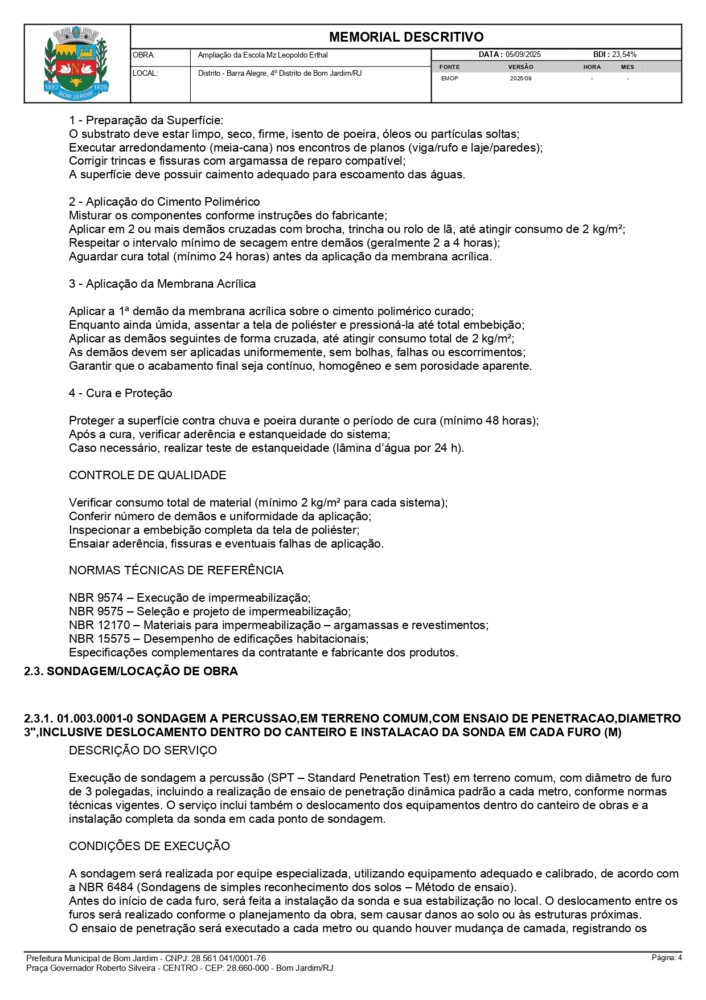 MEMORIAL DESCRITIVO
OBRA: Ampliação da Escola Mz Leopoldo Erthal
DATA : 05/09/2025 BDI : 23,54%
FONTE VERSÃO HORA MES
LOCAL: Distrito - Barra Alegre, 4º Distrito de Bom Jardim/RJ
EMOP 2025/09 - -
N
1893 1929
BOM JARDIM
1 - Preparação da Superfície:
O substrato deve estar limpo, seco, firme, isento de poeira, óleos ou partículas soltas;
Executar arredondamento (meia-cana) nos encontros de planos (viga/rufo e laje/paredes);
Corrigir trincas e fissuras com argamassa de reparo compatível;
A superfície deve possuir caimento adequado para escoamento das águas.
2 - Aplicação do Cimento Polimérico
Misturar os componentes conforme instruções do fabricante;
Aplicar em 2 ou mais demãos cruzadas com brocha, trincha ou rolo de lã, até atingir consumo de 2 kg/m²;
Respeitar o intervalo mínimo de secagem entre demãos (geralmente 2 a 4 horas);
Aguardar cura total (mínimo 24 horas) antes da aplicação da membrana acrílica.
3 - Aplicação da Membrana Acrílica
Aplicar a 1ª demão da membrana acrílica sobre o cimento polimérico curado;
Enquanto ainda úmida, assentar a tela de poliéster e pressioná-la até total embebição;
Aplicar as demãos seguintes de forma cruzada, até atingir consumo total de 2 kg/m²;
As demãos devem ser aplicadas uniformemente, sem bolhas, falhas ou escorrimentos;
Garantir que o acabamento final seja contínuo, homogêneo e sem porosidade aparente.
4 - Cura e Proteção
Proteger a superfície contra chuva e poeira durante o período de cura (mínimo 48 horas);
Após a cura, verificar aderência e estanqueidade do sistema;
Caso necessário, realizar teste de estanqueidade (lâmina d’água por 24 h).
CONTROLE DE QUALIDADE
Verificar consumo total de material (mínimo 2 kg/m² para cada sistema);
Conferir número de demãos e uniformidade da aplicação;
Inspecionar a embebição completa da tela de poliéster;
Ensaiar aderência, fissuras e eventuais falhas de aplicação.
NORMAS TÉCNICAS DE REFERÊNCIA
NBR 9574 – Execução de impermeabilização;
NBR 9575 – Seleção e projeto de impermeabilização;
NBR 12170 – Materiais para impermeabilização – argamassas e revestimentos;
NBR 15575 – Desempenho de edificações habitacionais;
Especificações complementares da contratante e fabricante dos produtos.
2.3. SONDAGEM/LOCAÇÃO DE OBRA
2.3.1. 01.003.0001-0 SONDAGEM A PERCUSSAO,EM TERRENO COMUM,COM ENSAIO DE PENETRACAO,DIAMETRO
3",INCLUSIVE DESLOCAMENTO DENTRO DO CANTEIRO E INSTALACAO DA SONDA EM CADA FURO (M)
DESCRIÇÃO DO SERVIÇO
Execução de sondagem a percussão (SPT – Standard Penetration Test) em terreno comum, com diâmetro de furo
de 3 polegadas, incluindo a realização de ensaio de penetração dinâmica padrão a cada metro, conforme normas
técnicas vigentes. O serviço inclui também o deslocamento dos equipamentos dentro do canteiro de obras e a
instalação completa da sonda em cada ponto de sondagem.
CONDIÇÕES DE EXECUÇÃO
A sondagem será realizada por equipe especializada, utilizando equipamento adequado e calibrado, de acordo com
a NBR 6484 (Sondagens de simples reconhecimento dos solos – Método de ensaio).
Antes do início de cada furo, será feita a instalação da sonda e sua estabilização no local. O deslocamento entre os
furos será realizado conforme o planejamento da obra, sem causar danos ao solo ou às estruturas próximas.
O ensaio de penetração será executado a cada metro ou quando houver mudança de camada, registrando os
Prefeitura Municipal de Bom Jardim - CNPJ: 28.561.041/0001-76
Página: 4
Praça Governador Roberto Silveira - CENTRO - CEP: 28.660-000 - Bom Jardim/RJ